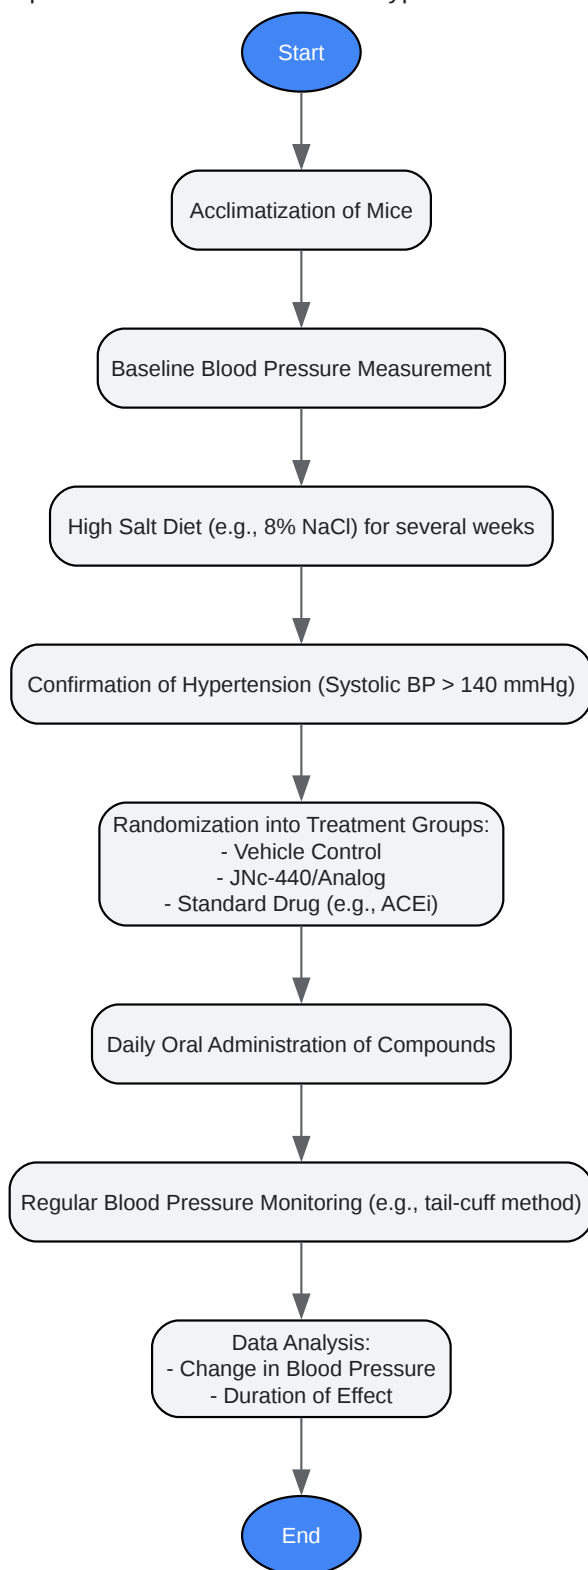 Start
Acclimatization of Mice
Baseline Blood Pressure Measurement
High Salt Diet (e.g., 8% NaCl) for several weeks
Confirmation of Hypertension (Systolic BP > 140 mmHg)
Randomization into Treatment Groups:
- Vehicle Control
- JNc-440/Analog
- Standard Drug (e.g., ACEi)
Daily Oral Administration of Compounds
Regular Blood Pressure Monitoring (e.g., tail-cuff method)
Data Analysis:
- Change in Blood Pressure
- Duration of Effect
End